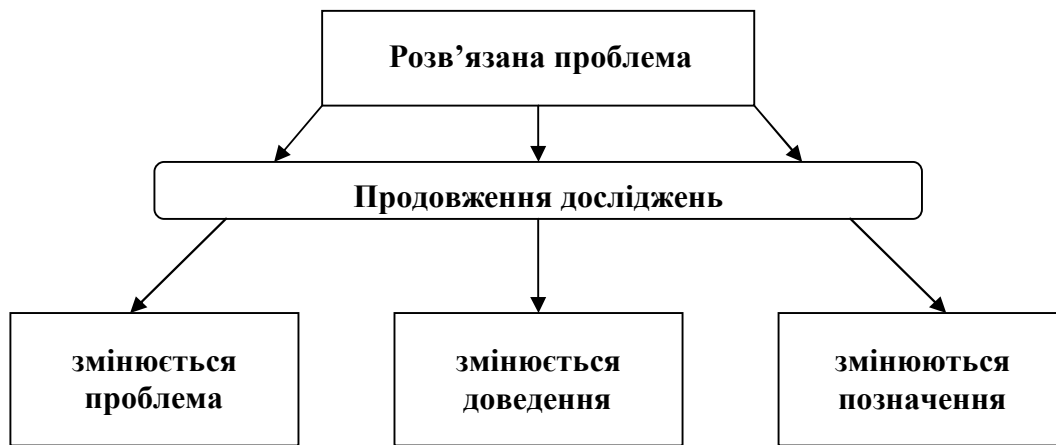 Розв’язана проблема
Продовження досліджень
змінюється
проблема
змінюється
доведення
змінюються
позначення